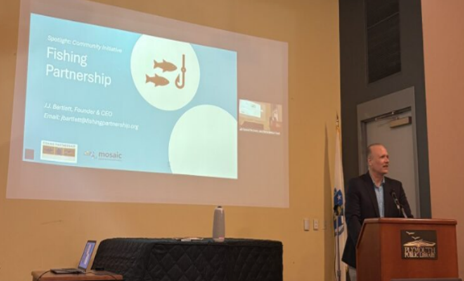 Spotlight: Community Initiative
Fishing
Partnership
J.J. Bartlett, Founder & CEO
Email: jbartlett@fishingpartnership.org
mosaic